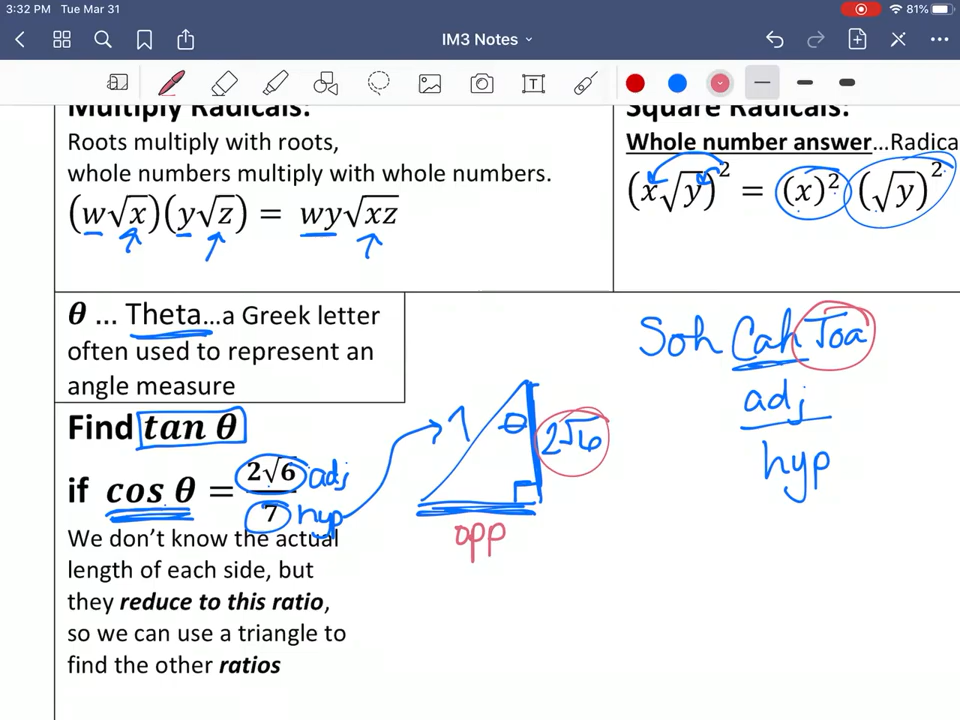 3:32 PM Tue Mar 31
81%
IM3 Notes
Multiply Radicals:
Roots multiply with roots,
whole numbers multiply with whole numbers.
(w√x)(y√z) = wy√xz
Square Radicals:
Whole number answer...Radica
(x√y)² = (x)² (√y)²
θ ... Theta...a Greek letter
often used to represent an
angle measure
Find tan θ
if cos θ = 2√6/7
adj
hyp
We don't know the actual
length of each side, but
they reduce to this ratio,
so we can use a triangle to
find the other ratios
7
θ
2√6
opp
Soh Cah Toa
adj
hyp